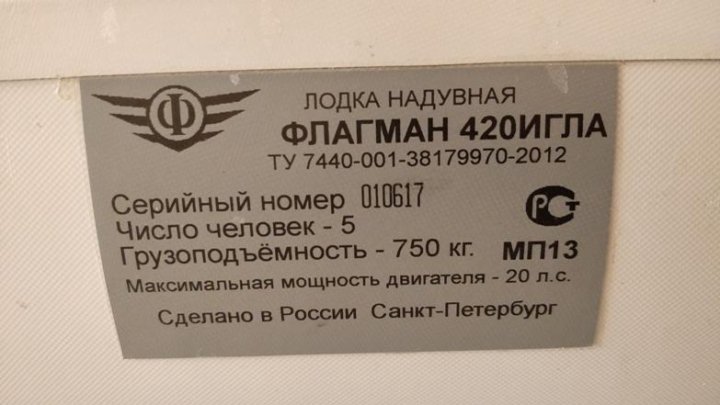 Ф
ЛОДКА НАДУВНАЯ
ФЛАГМАН 420ИГЛА
ТУ 7440-001-38179970-2012
Серийный номер 010617
Число человек - 5
Грузоподъёмность - 750 кг.
РСТ
МП13
Максимальная мощность двигателя - 20 л.с.
Сделано в России Санкт-Петербург